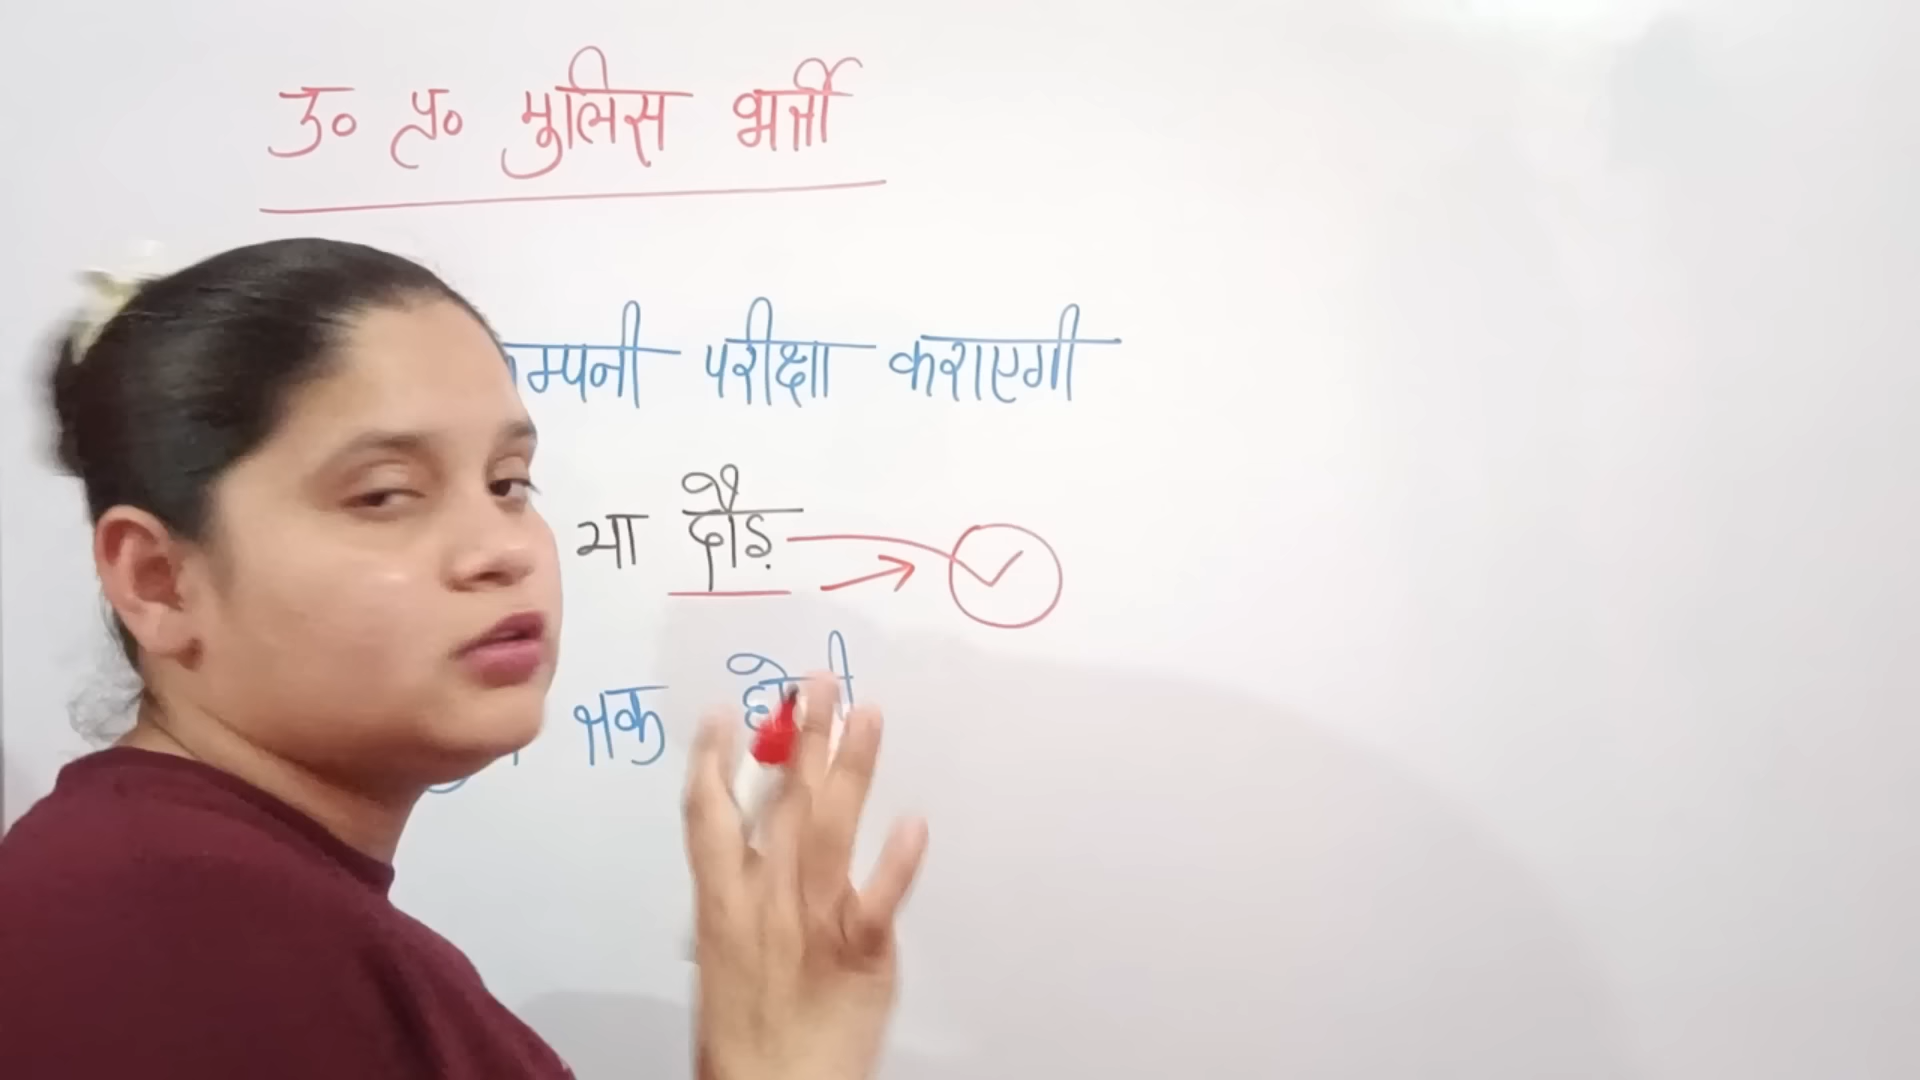 उ० प्र० पुलिस भर्ती
म्पनी परीक्षा कराएगी
या दौड़